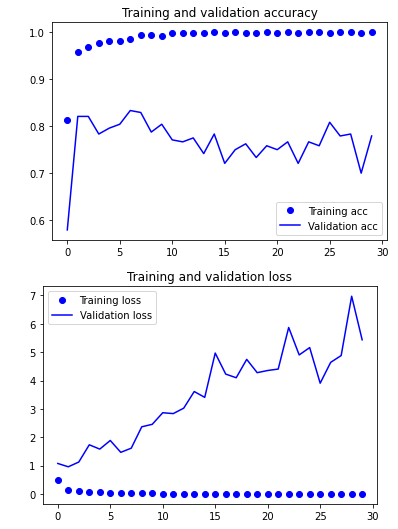 Training and validation accuracy
1.0
0.9
0.8
0.7
0.6
Training acc
Validation acc
0 5 10 15 20 25 30
Training and validation loss
7
6
5
4
3
2
1
0
Training loss
Validation loss
0 5 10 15 20 25 30